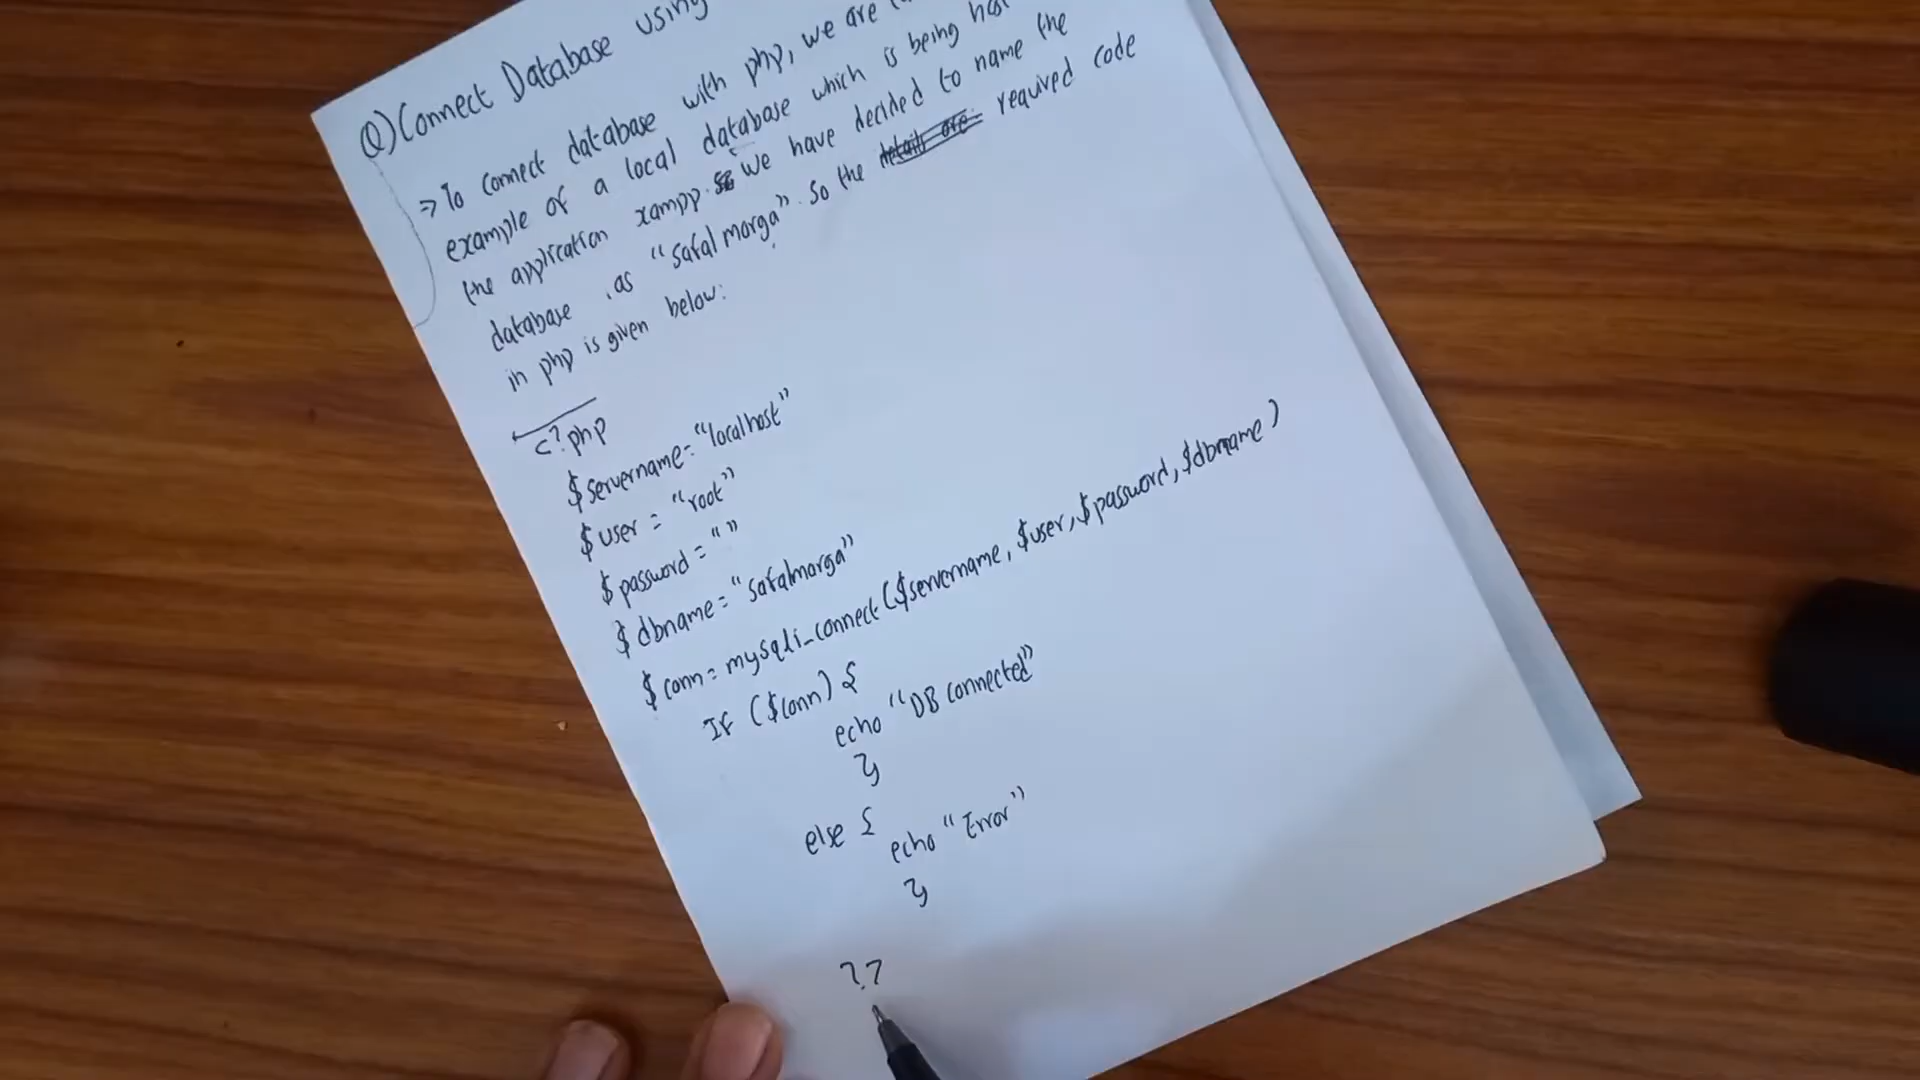 Q) Connect Database using
⇒ To connect database with php, we are
example of a local database which is being
the application xampp. We have decided to name the
database as "safal marga". So the required code
in php is given below:
<?php
$servername= "localhost"
$user = "root"
$password = " "
$dbname= "safalmarga"
$conn = mysqli_connect($servername, $user, $password, $dbname)
If ($conn) {
echo "DB connected"
}
else {
echo "Error"
}
?>